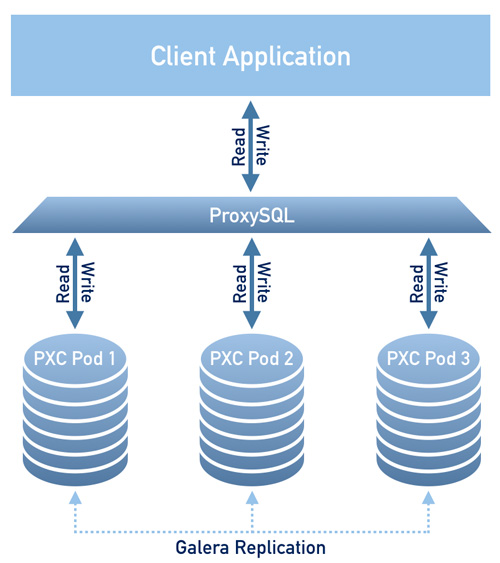 Client Application
Read
Write
ProxySQL
Read
Write
Read
Write
Read
Write
PXC Pod 1
PXC Pod 2
PXC Pod 3
Galera Replication